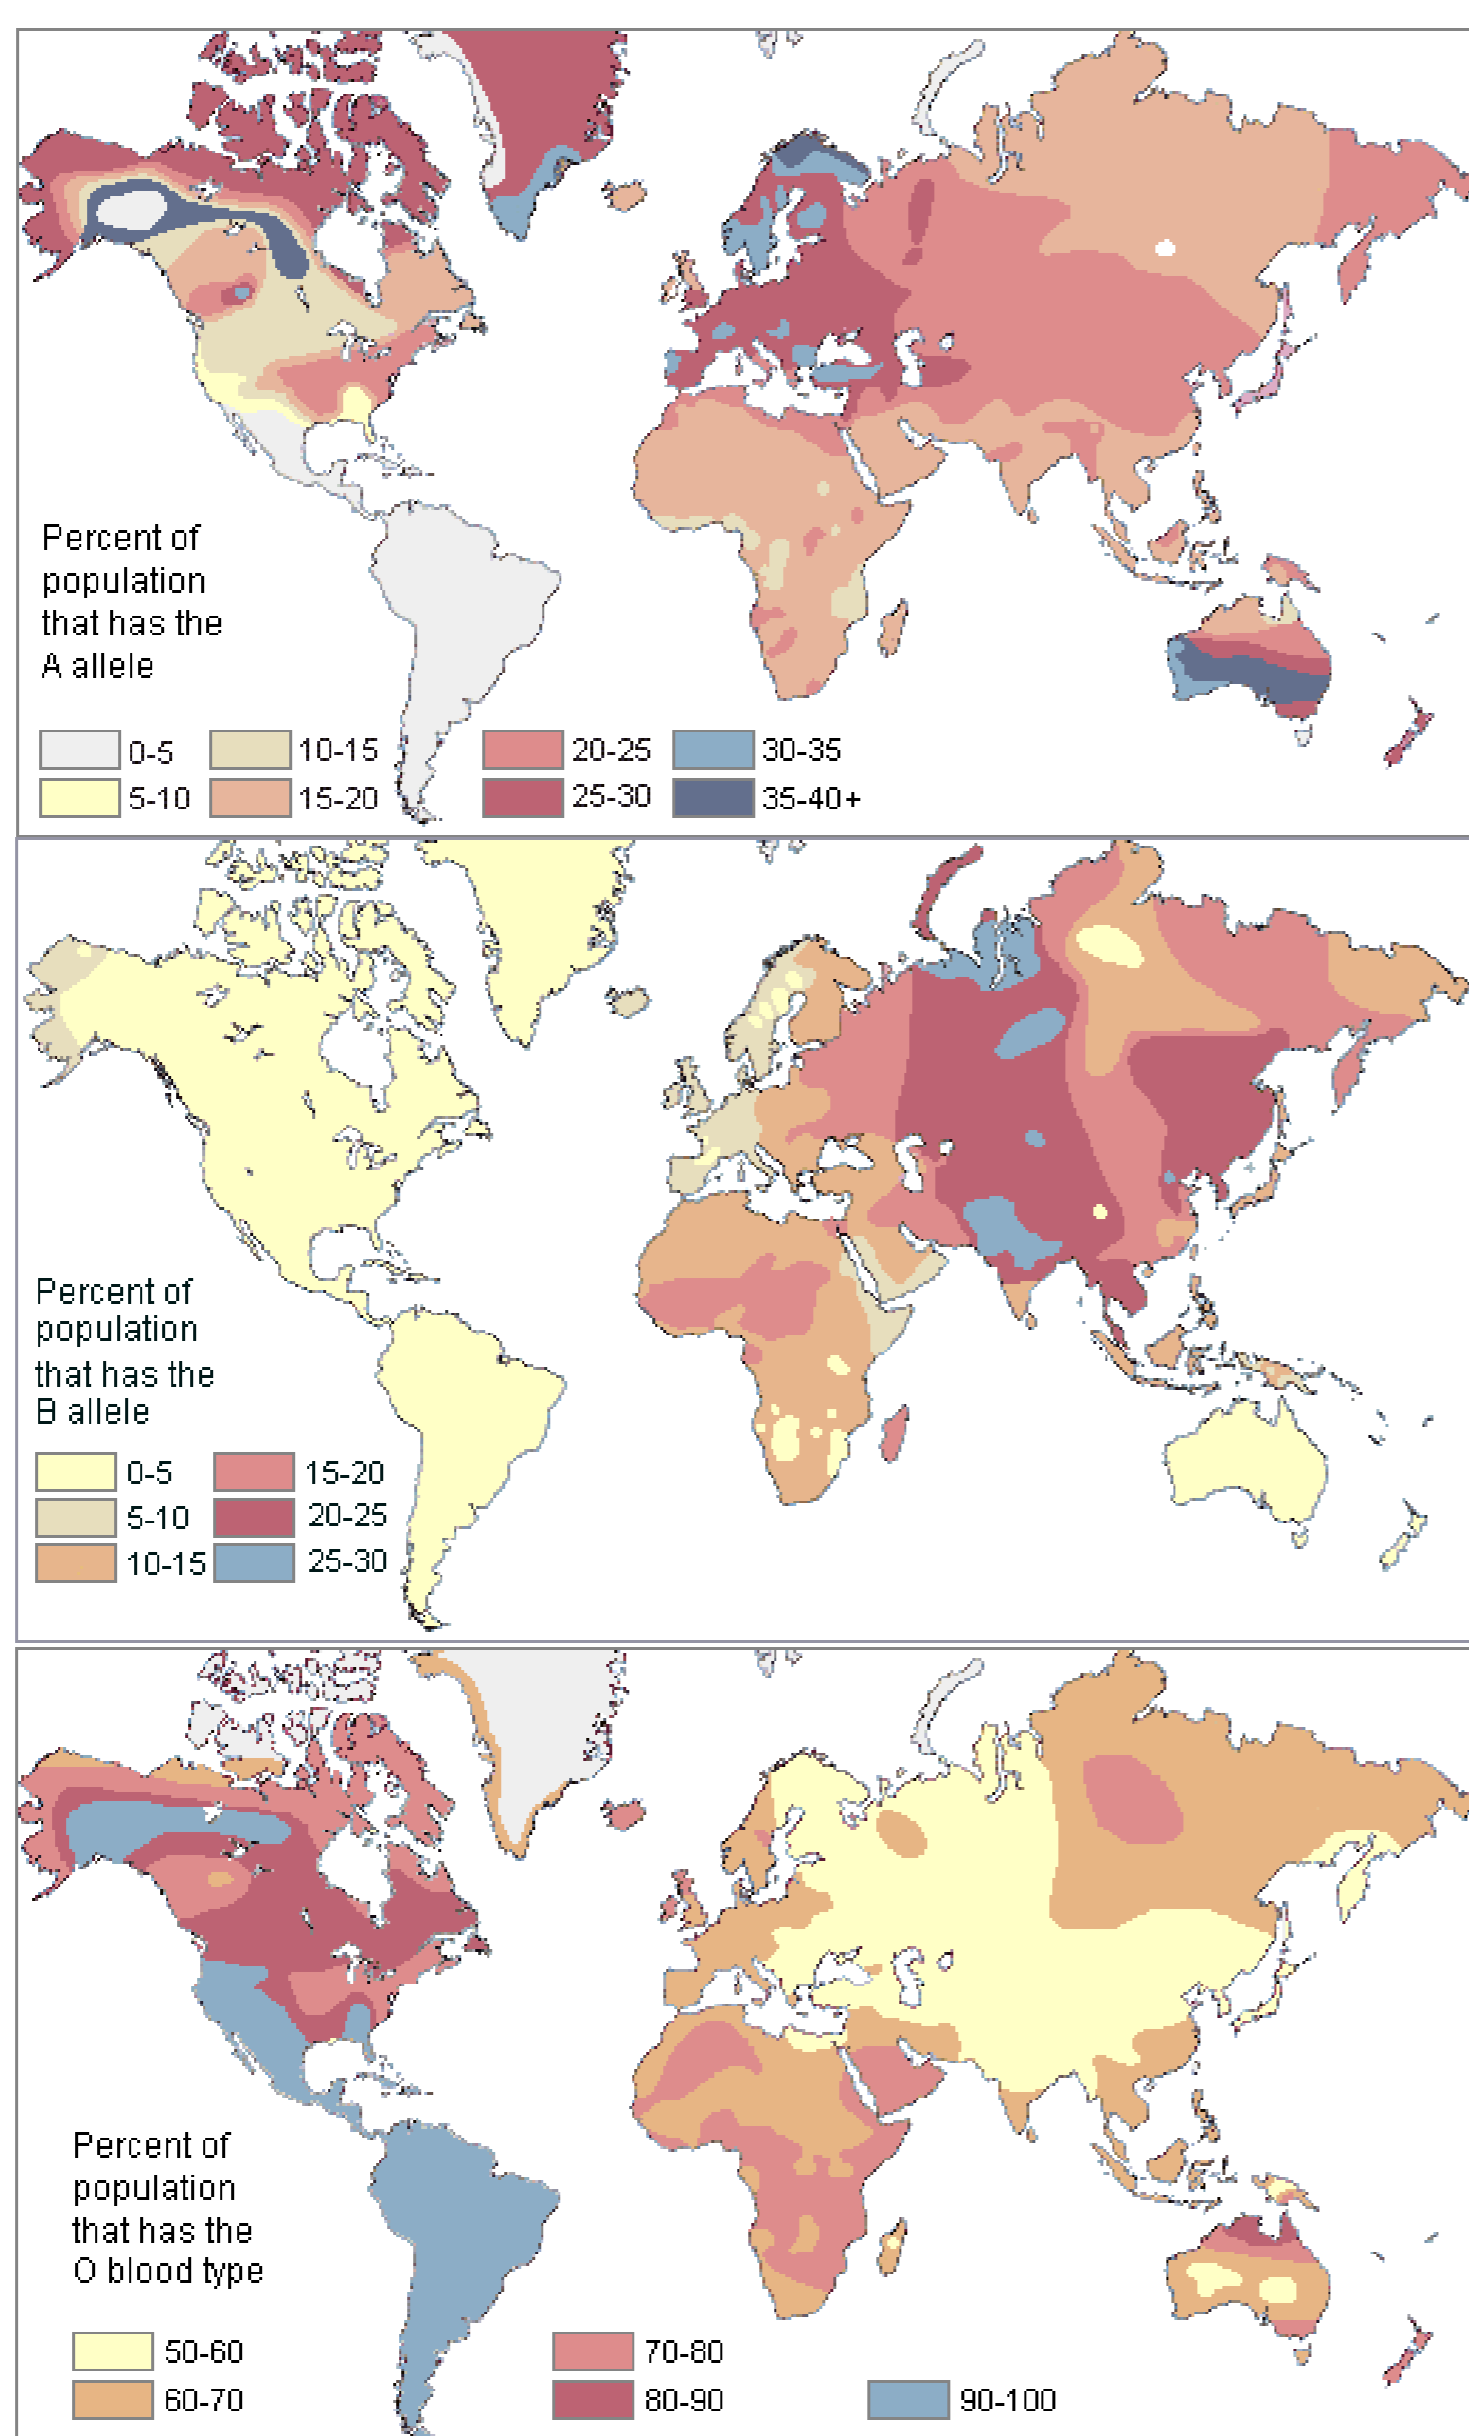 Percent of
population
that has the
A allele
0-5 10-15 20-25 30-35
5-10 15-20 25-30 35-40+
Percent of
population
that has the
B allele
0-5 15-20
5-10 20-25
10-15 25-30
Percent of
population
that has the
O blood type
50-60 70-80
60-70 80-90 90-100